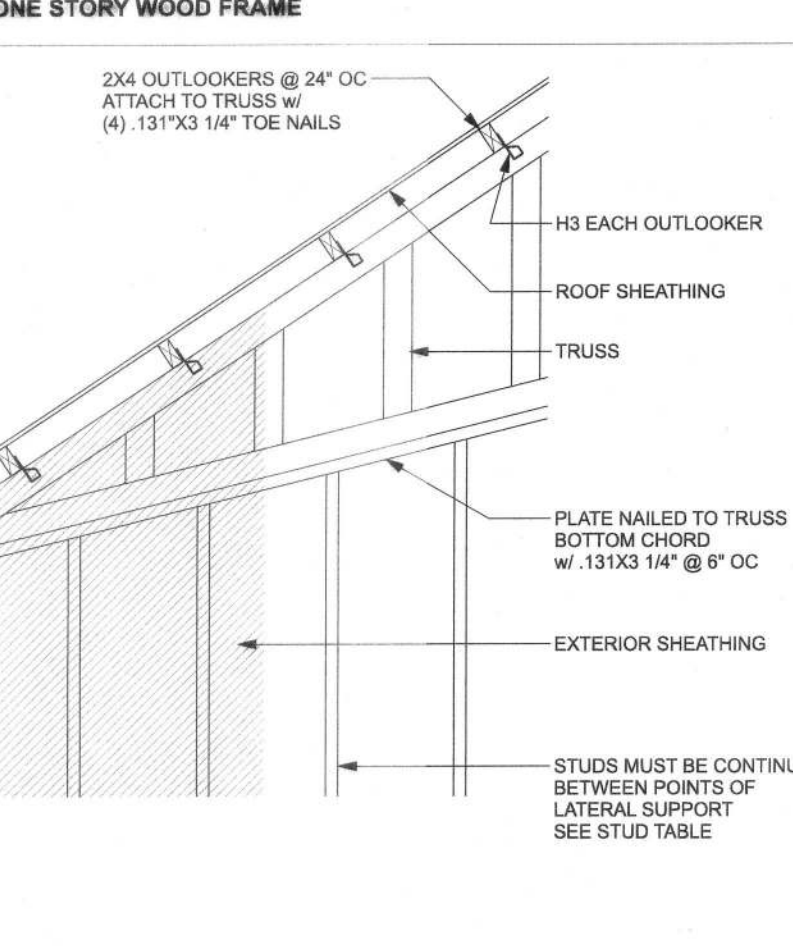 ONE STORY WOOD FRAME
2X4 OUTLOOKERS @ 24" OC
ATTACH TO TRUSS w/
(4) .131"X3 1/4" TOE NAILS
H3 EACH OUTLOOKER
ROOF SHEATHING
TRUSS
PLATE NAILED TO TRUSS
BOTTOM CHORD
w/ .131X3 1/4" @ 6" OC
EXTERIOR SHEATHING
STUDS MUST BE CONTINU
BETWEEN POINTS OF
LATERAL SUPPORT
SEE STUD TABLE